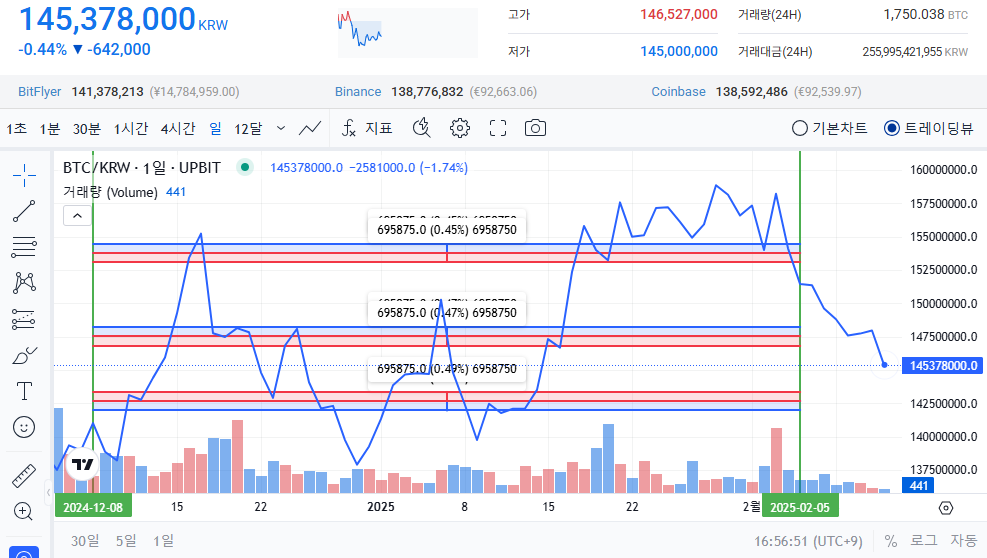 145,378,000 KRW
-0.44% ▼ -642,000
고가 146,527,000
저가 145,000,000
거래량(24H) 1,750.038 BTC
거래대금(24H) 255,995,421,955 KRW
BitFlyer 141,378,213 (¥14,784,959.00) Binance 138,776,832 (€92,663.06) Coinbase 138,592,486 (€92,539.97)
1초 1분 30분 1시간 4시간 일 12달 지표 기본차트 트레이딩뷰
BTC/KRW · 1일 · UPBIT 145378000.0 −2581000.0 (−1.74%)
거래량 (Volume) 441
695875.0 (0.45%) 6958750
695875.0 (0.47%) 6958750
695875.0 (0.49%) 6958750
160000000.0
157500000.0
155000000.0
152500000.0
150000000.0
147500000.0
145378000.0
142500000.0
140000000.0
137500000.0
441
2024-12-08 15 22 2025 8 15 22 2월 2025-02-05
30일 5일 1일 16:56:51 (UTC+9) % 로그 자동